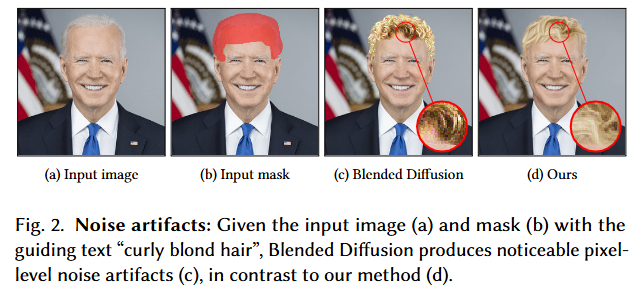 (a) Input image (b) Input mask (c) Blended Diffusion (d) Ours
Fig. 2. Noise artifacts: Given the input image (a) and mask (b) with the
guiding text “curly blond hair”, Blended Diffusion produces noticeable pixel-
level noise artifacts (c), in contrast to our method (d).